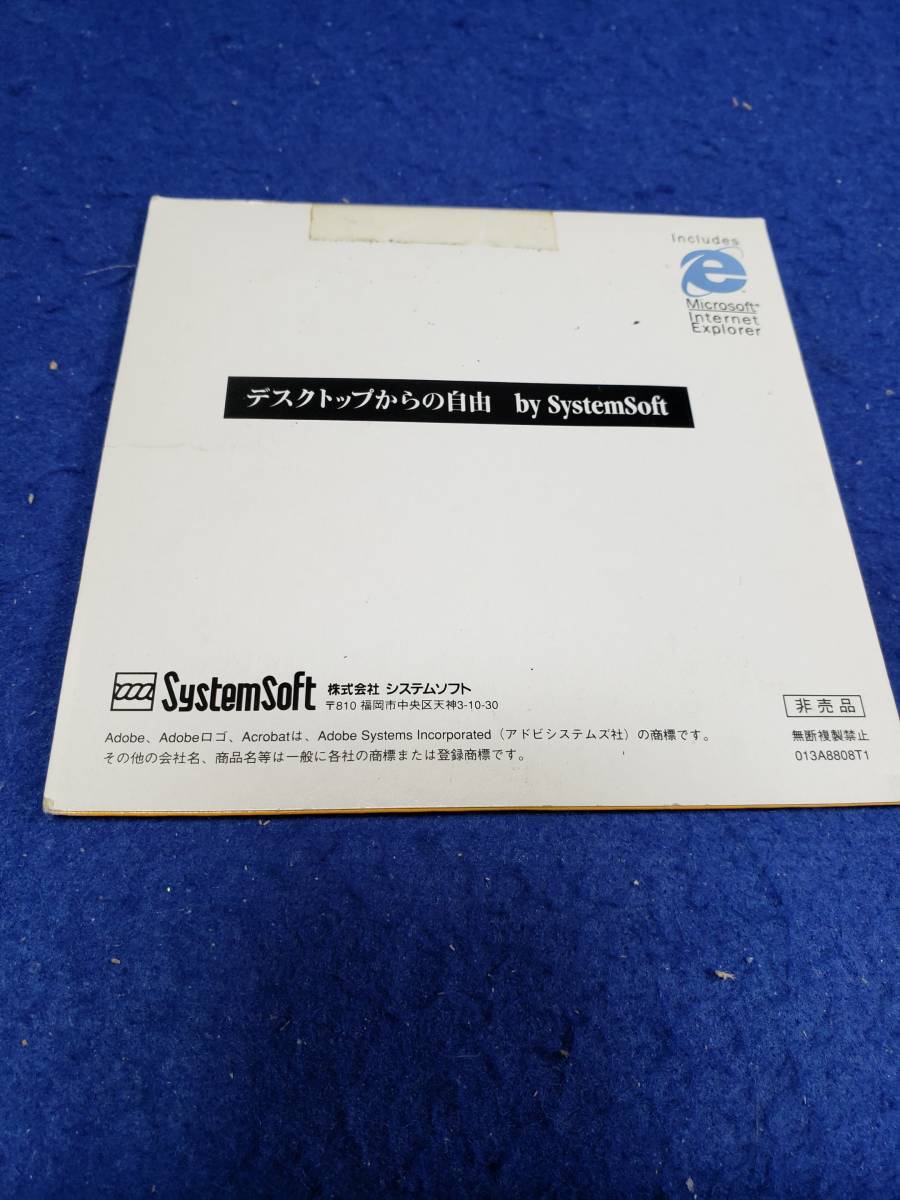 Includes
e
Microsoft®
Internet
Explorer
デスクトップからの自由 by SystemSoft
SystemSoft 株式会社 システムソフト
〒810 福岡市中央区天神3-10-30
非売品
Adobe、Adobeロゴ、Acrobatは、Adobe Systems Incorporated（アドビシステムズ社）の商標です。
その他の会社名、商品名等は一般に各社の商標または登録商標です。
無断複製禁止
013A8808T1